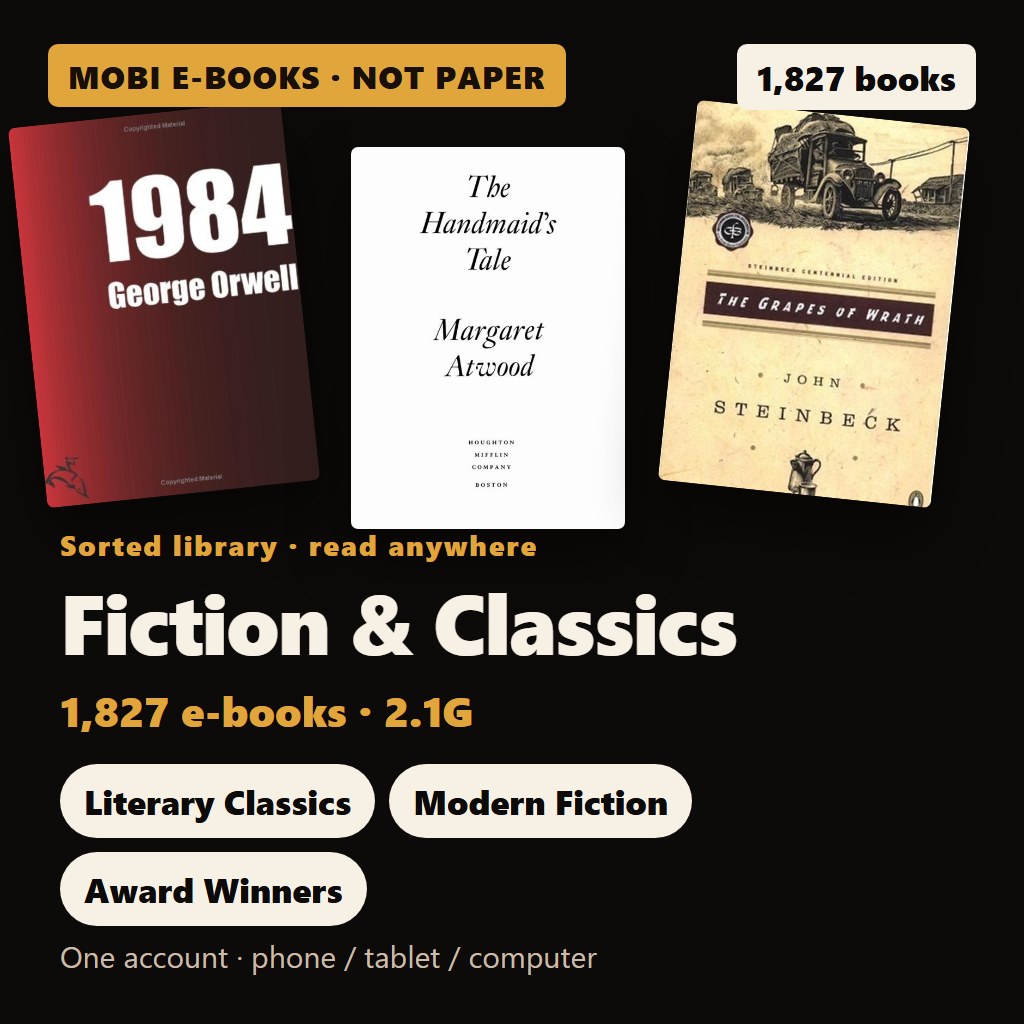 MOBI E-BOOKS · NOT PAPER
1,827 books
Copyrighted Material
1984
George Orwell
Copyrighted Material
The
Handmaid's
Tale
Margaret
Atwood
HOUGHTON
MIFFLIN
COMPANY
BOSTON
STEINBECK CENTENNIAL EDITION
THE GRAPES OF WRATH
JOHN
STEINBECK
Sorted library · read anywhere
Fiction & Classics
1,827 e-books · 2.1G
Literary Classics
Modern Fiction
Award Winners
One account · phone / tablet / computer